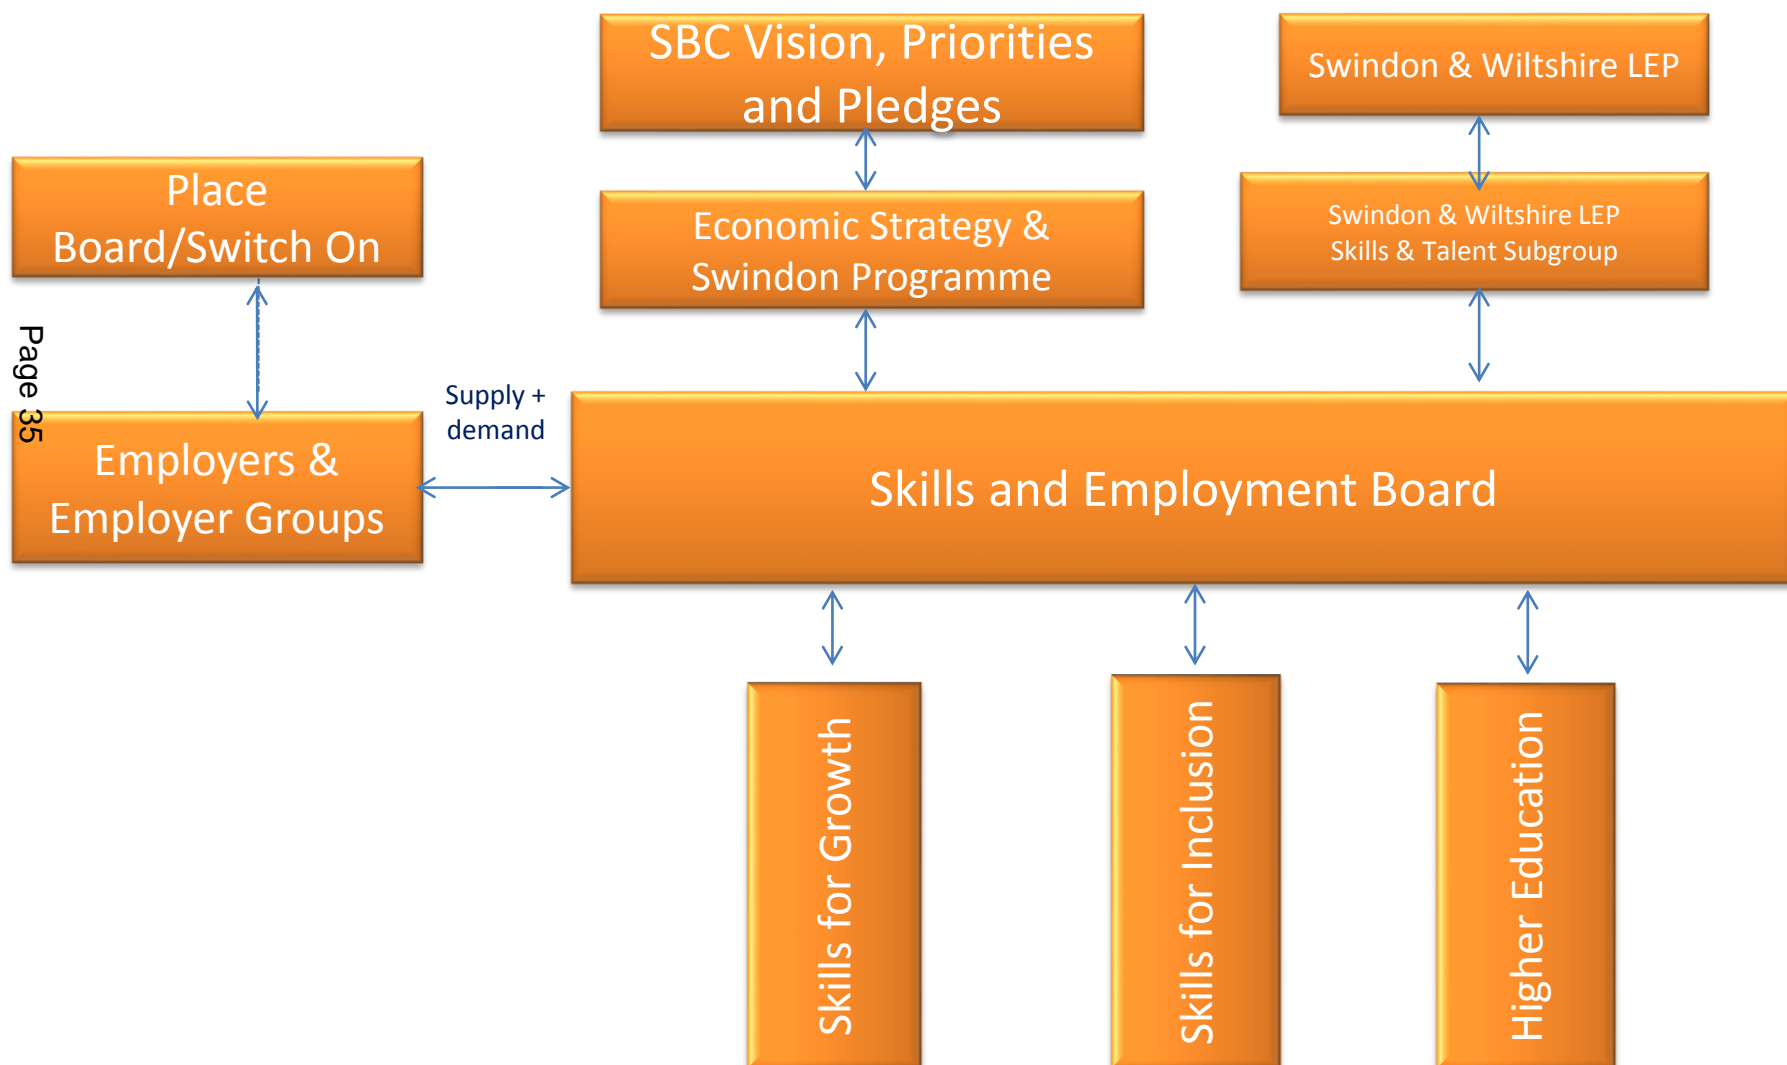 SBC Vision, Priorities
and Pledges
Swindon & Wiltshire LEP
Place
Board/Switch On
Economic Strategy &
Swindon Programme
Swindon & Wiltshire LEP
Skills & Talent Subgroup
Page 35
Supply +
demand
Employers &
Employer Groups
Skills and Employment Board
Skills for Growth
Skills for Inclusion
Higher Education